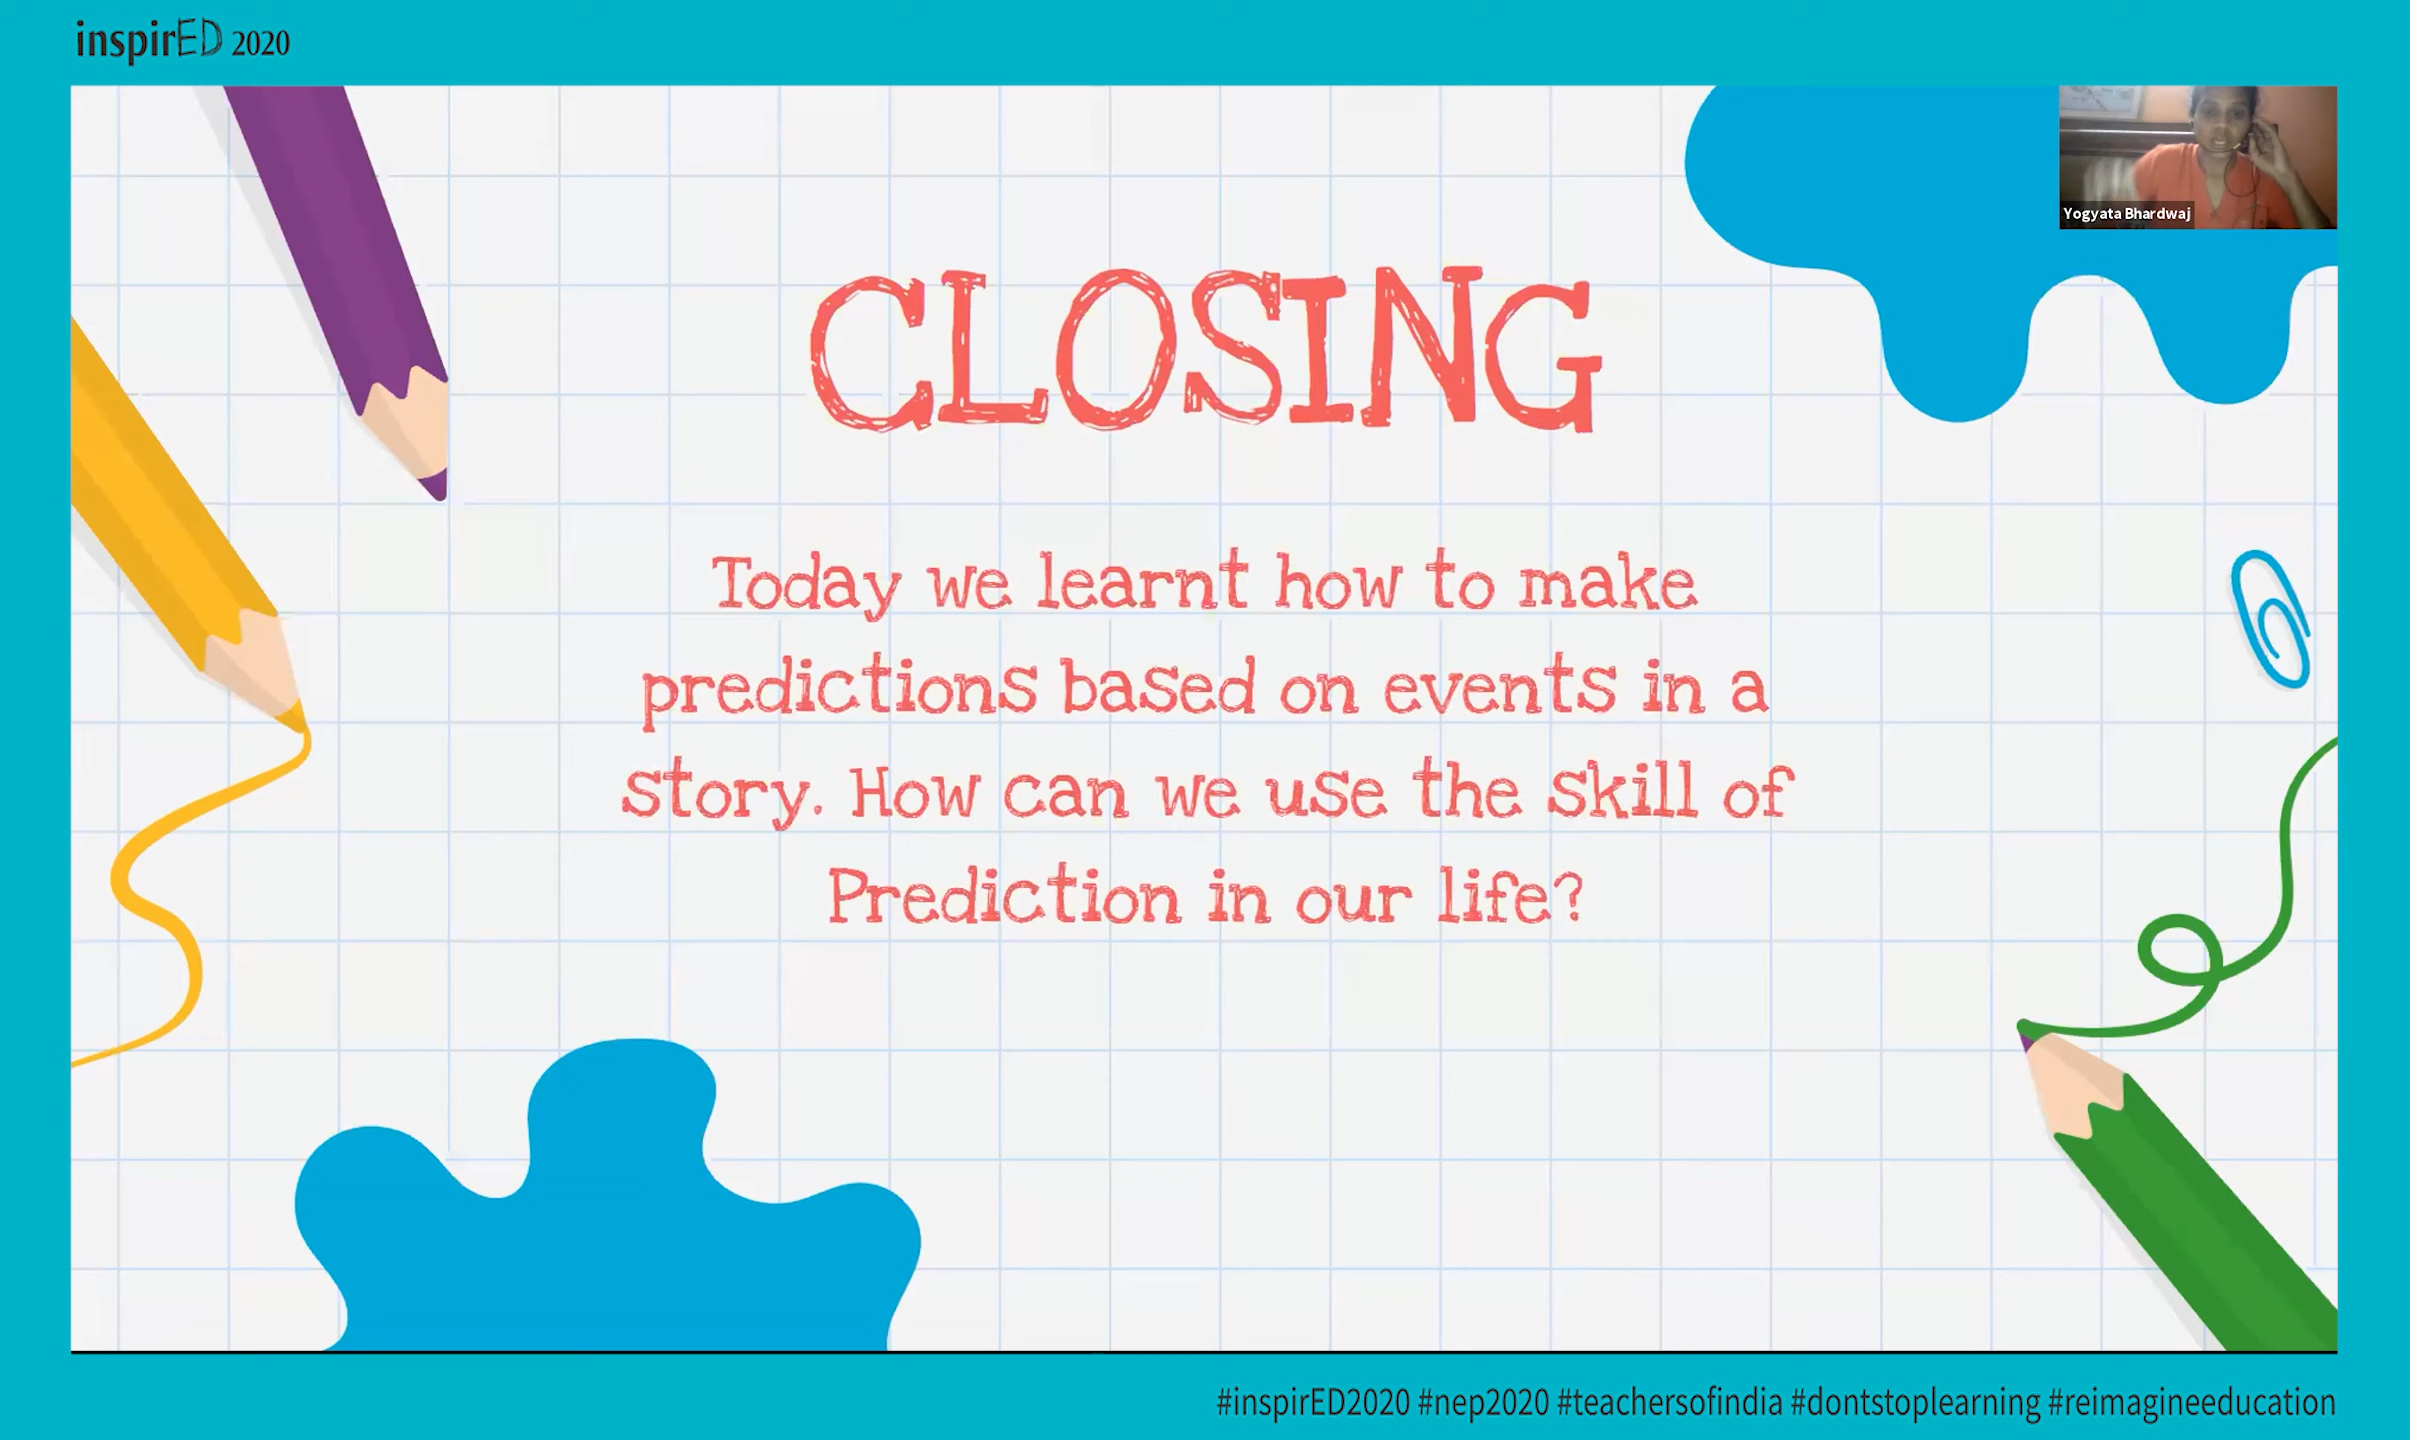 inspirED 2020
Yogyata Bhardwaj
CLOSING
Today we learnt how to make
predictions based on events in a
story. How can we use the skill of
Prediction in our life?
#inspirED2020 #nep2020 #teachersofindia #dontstoplearning #reimagineeducation